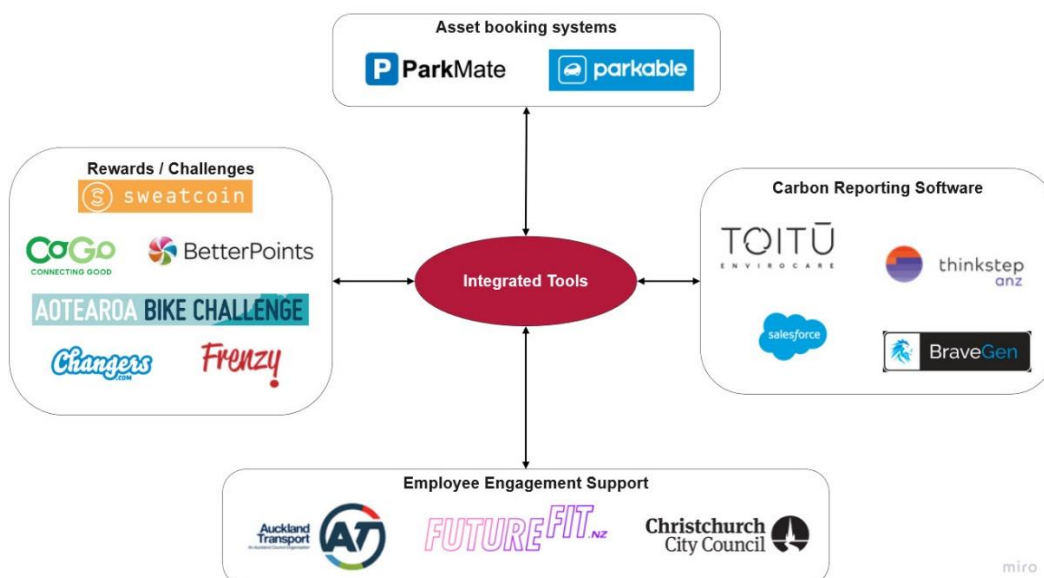 Asset booking systems
P ParkMate
parkable
Rewards / Challenges
sweatcoin
CoGo
CONNECTING GOOD
BetterPoints
AOTEAROA BIKE CHALLENGE
Changers
.COM
Frenzy
Integrated Tools
Carbon Reporting Software
TOITŪ
ENVIROCARE
thinkstep
anz
salesforce
BraveGen
Employee Engagement Support
Auckland
Transport
An Auckland Council Organisation
AT
FUTUREFIT.NZ
Christchurch
City Council
miro